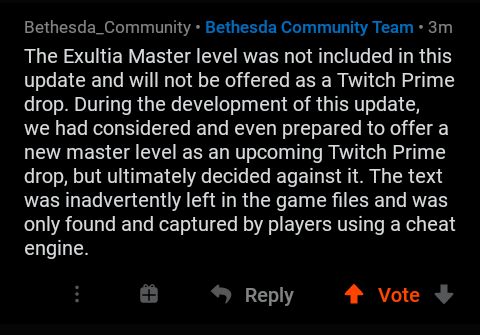 Bethesda_Community • Bethesda Community Team • 3m
The Exultia Master level was not included in this
update and will not be offered as a Twitch Prime
drop. During the development of this update,
we had considered and even prepared to offer a
new master level as an upcoming Twitch Prime
drop, but ultimately decided against it. The text
was inadvertently left in the game files and was
only found and captured by players using a cheat
engine.
Reply Vote